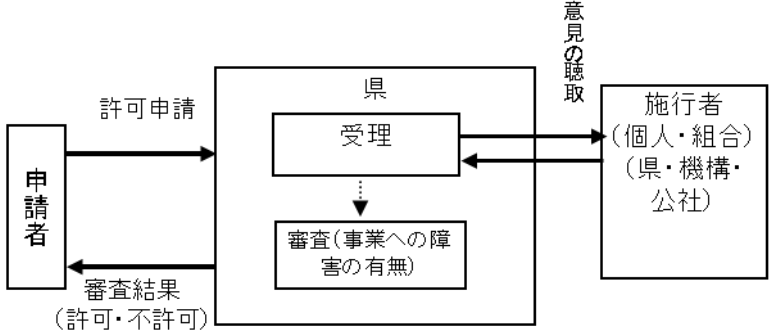 許可申請
申請者
審査結果
(許可・不許可)
県
受理
審査(事業への障
害の有無)
意見の聴取
施行者
(個人・組合)
(県・機構・
公社)